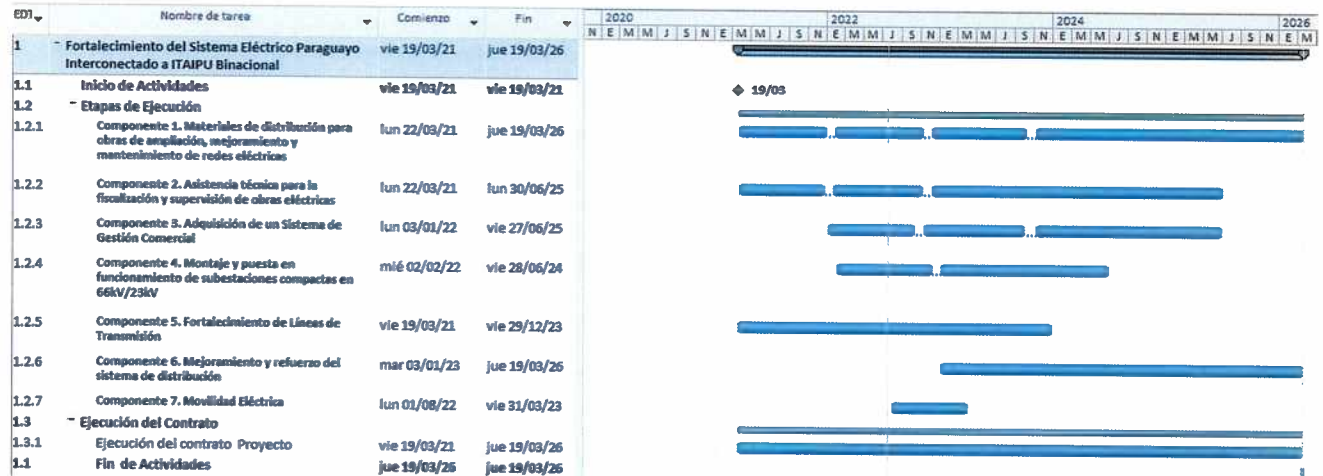 EDT Nombre de tarea Comienzo Fin 2020 2022 2024 2026
N E M M J S N E M M J S N E M M J S N E M M J S N E M M J S N E M M J S N E M
1 Fortalecimiento del Sistema Eléctrico Paraguayo vie 19/03/21 jue 19/03/26
Interconectado a ITAIPU Binacional
1.1 Inicio de Actividades vie 19/03/21 vie 19/03/21 19/03
1.2 Etapas de Ejecución
1.2.1 Componente 1. Materiales de distribución para lun 22/03/21 jue 19/03/26
obras de ampliación, mejoramiento y
mantenimiento de redes eléctricas
1.2.2 Componente 2. Asistencia técnica para la lun 22/03/21 lun 30/06/25
fiscalización y supervisión de obras eléctricas
1.2.3 Componente 3. Adquisición de un Sistema de lun 03/01/22 vie 27/06/25
Gestión Comercial
1.2.4 Componente 4. Montaje y puesta en mié 02/02/22 vie 28/06/24
funcionamiento de subestaciones compactas en
66kV/23kV
1.2.5 Componente 5. Fortalecimiento de Líneas de vie 19/03/21 vie 29/12/23
Transmisión
1.2.6 Componente 6. Mejoramiento y refuerzo del mar 03/01/23 jue 19/03/26
sistema de distribución
1.2.7 Componente 7. Movilidad Eléctrica lun 01/08/22 vie 31/03/23
1.3 Ejecución del Contrato
1.3.1 Ejecución del contrato Proyecto vie 19/03/21 jue 19/03/26
1.1 Fin de Actividades jue 19/03/26 jue 19/03/26